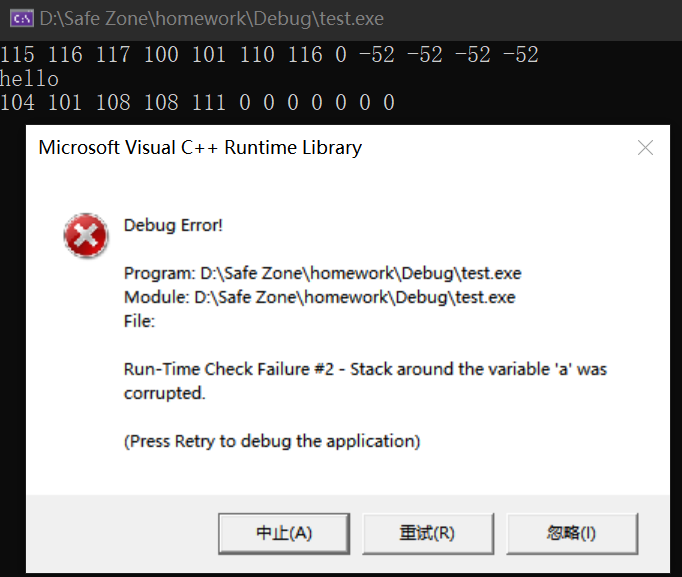 D:\Safe Zone\homework\Debug\test.exe
115 116 117 100 101 110 116 0 -52 -52 -52 -52
hello
104 101 108 108 111 0 0 0 0 0 0 0
Microsoft Visual C++ Runtime Library
Debug Error!
Program: D:\Safe Zone\homework\Debug\test.exe
Module: D:\Safe Zone\homework\Debug\test.exe
File:
Run-Time Check Failure #2 - Stack around the variable 'a' was
corrupted.
(Press Retry to debug the application)
中止(A) 重试(R) 忽略(I)